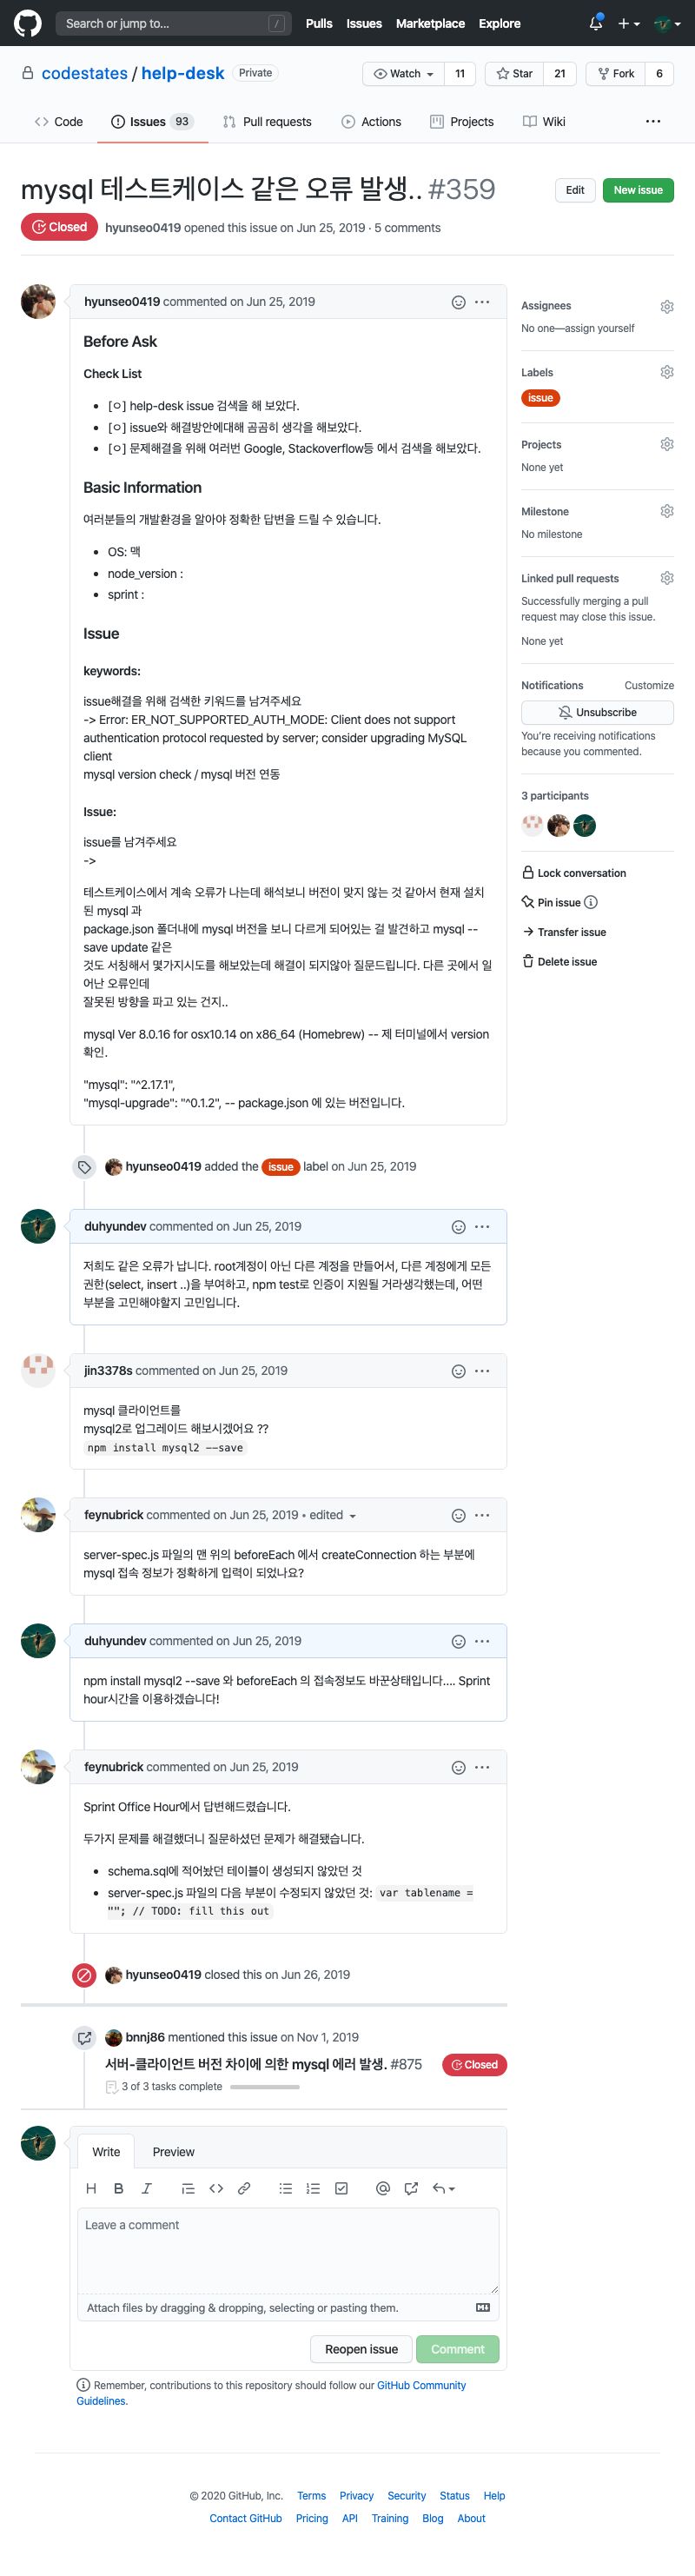 Search or jump to... /
Pulls Issues Marketplace Explore
codestates / help-desk Private
Watch 11 Star 21 Fork 6
Code Issues 93 Pull requests Actions Projects Wiki ...
mysql 테스트케이스 같은 오류 발생.. #359
Edit New issue
Closed hyunseo0419 opened this issue on Jun 25, 2019 · 5 comments
hyunseo0419 commented on Jun 25, 2019
Before Ask
Check List
• [ㅇ] help-desk issue 검색을 해 보았다.
• [ㅇ] issue와 해결방안에대해 곰곰히 생각을 해보았다.
• [ㅇ] 문제해결을 위해 여러번 Google, Stackoverflow등 에서 검색을 해보았다.
Basic Information
여러분들의 개발환경을 알아야 정확한 답변을 드릴 수 있습니다.
• OS: 맥
• node_version :
• sprint :
Issue
keywords:
issue해결을 위해 검색한 키워드를 남겨주세요
-> Error: ER_NOT_SUPPORTED_AUTH_MODE: Client does not support
authentication protocol requested by server; consider upgrading MySQL
client
mysql version check / mysql 버전 연동
Issue:
issue를 남겨주세요
->
테스트케이스에서 계속 오류가 나는데 해석보니 버전이 맞지 않는 것 같아서 현재 설치
된 mysql 과
package.json 폴더내에 mysql 버전을 보니 다르게 되어있는 걸 발견하고 mysql --
save update 같은
것도 서칭해서 몇가지시도를 해보았는데 해결이 되지않아 질문드립니다. 다른 곳에서 일
어난 오류인데
잘못된 방향을 파고 있는 건지..
mysql Ver 8.0.16 for osx10.14 on x86_64 (Homebrew) -- 제 터미널에서 version
확인.
"mysql": "^2.17.1",
"mysql-upgrade": "^0.1.2", -- package.json 에 있는 버전입니다.
Assignees
No one—assign yourself
Labels
issue
Projects
None yet
Milestone
No milestone
Linked pull requests
Successfully merging a pull
request may close this issue.
None yet
Notifications Customize
Unsubscribe
You're receiving notifications
because you commented.
3 participants
Lock conversation
Pin issue
Transfer issue
Delete issue
hyunseo0419 added the issue label on Jun 25, 2019
duhyundev commented on Jun 25, 2019
저희도 같은 오류가 납니다. root계정이 아닌 다른 계정을 만들어서, 다른 계정에게 모든
권한(select, insert ..)을 부여하고, npm test로 인증이 지원될 거라생각했는데, 어떤
부분을 고민해야할지 고민입니다.
jin3378s commented on Jun 25, 2019
mysql 클라이언트를
mysql2로 업그레이드 해보시겠어요 ??
npm install mysql2 --save
feynubrick commented on Jun 25, 2019 • edited
server-spec.js 파일의 맨 위의 beforeEach 에서 createConnection 하는 부분에
mysql 접속 정보가 정확하게 입력이 되었나요?
duhyundev commented on Jun 25, 2019
npm install mysql2 --save 와 beforeEach 의 접속정보도 바꾼상태입니다.... Sprint
hour시간을 이용하겠습니다!
feynubrick commented on Jun 25, 2019
Sprint Office Hour에서 답변해드렸습니다.
두가지 문제를 해결했더니 질문하셨던 문제가 해결됐습니다.
• schema.sql에 적어놨던 테이블이 생성되지 않았던 것
• server-spec.js 파일의 다음 부분이 수정되지 않았던 것: var tablename =
""; // TODO: fill this out
hyunseo0419 closed this on Jun 26, 2019
bnnj86 mentioned this issue on Nov 1, 2019
서버-클라이언트 버전 차이에 의한 mysql 에러 발생. #875 Closed
3 of 3 tasks complete
Write Preview
Leave a comment
Attach files by dragging & dropping, selecting or pasting them.
Reopen issue Comment
Remember, contributions to this repository should follow our GitHub Community
Guidelines.
© 2020 GitHub, Inc. Terms Privacy Security Status Help
Contact GitHub Pricing API Training Blog About